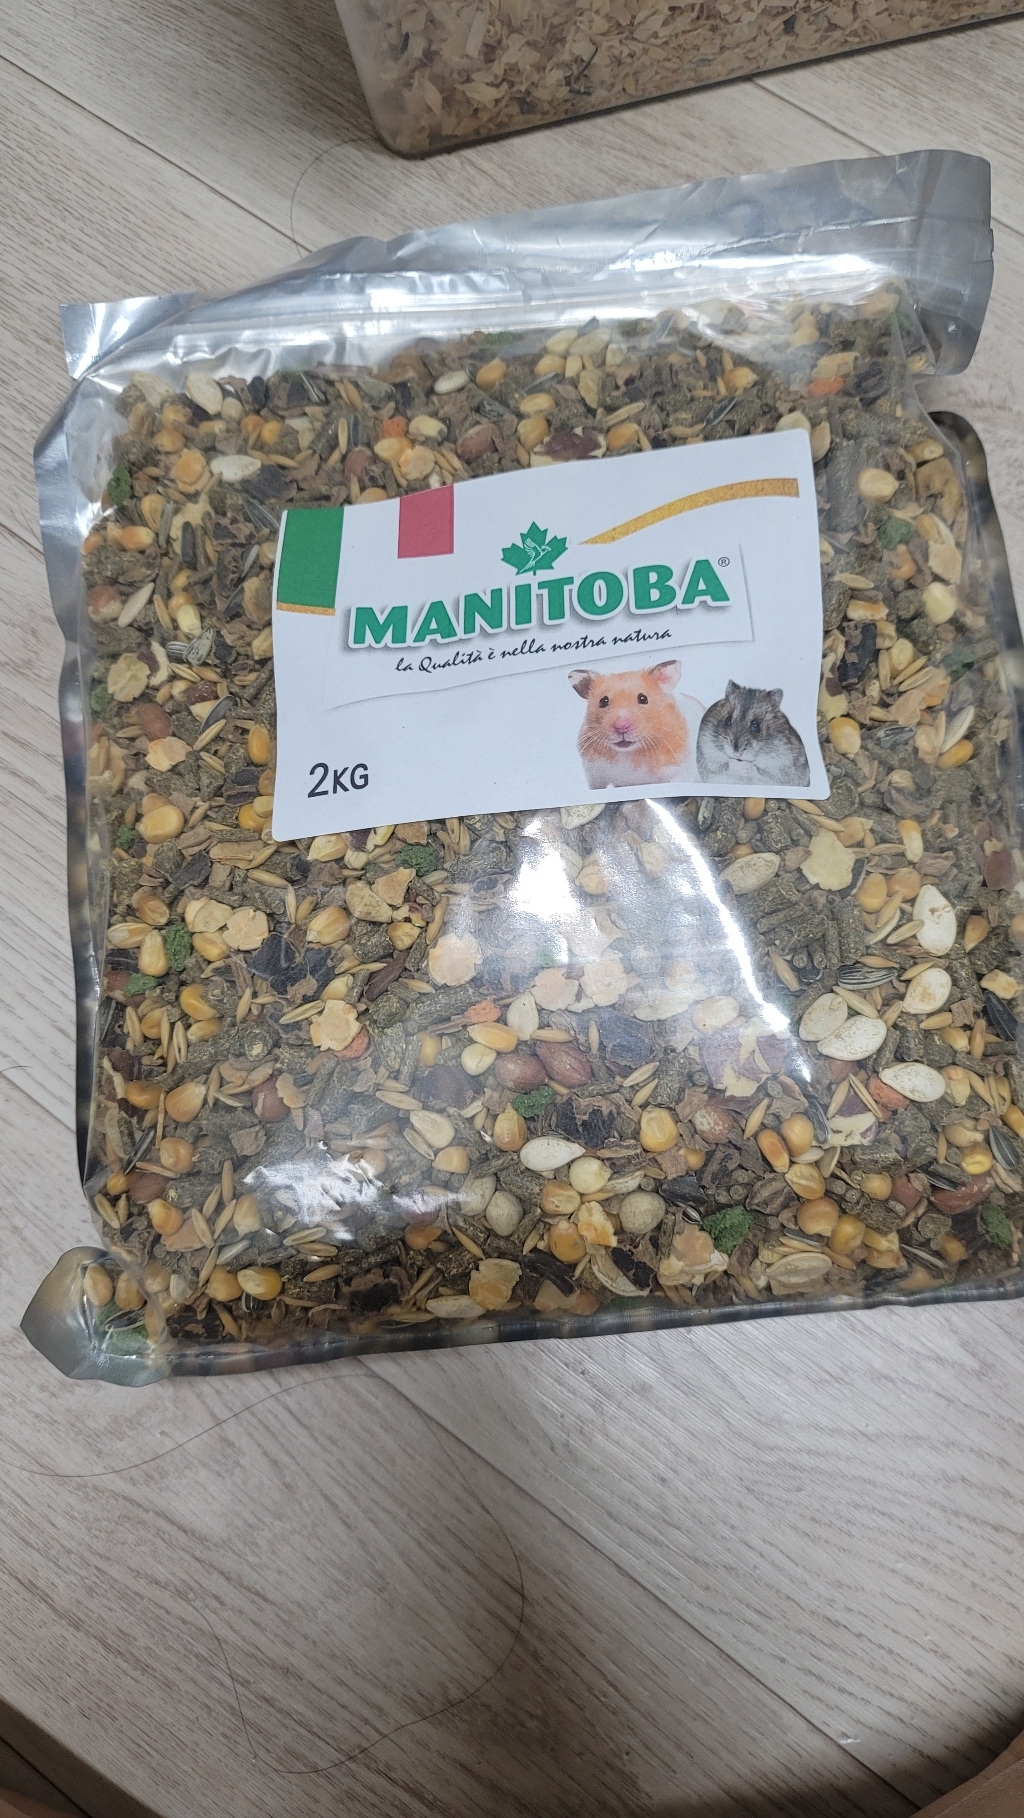 MANITOBA®
la Qualità è nella nostra natura
2KG